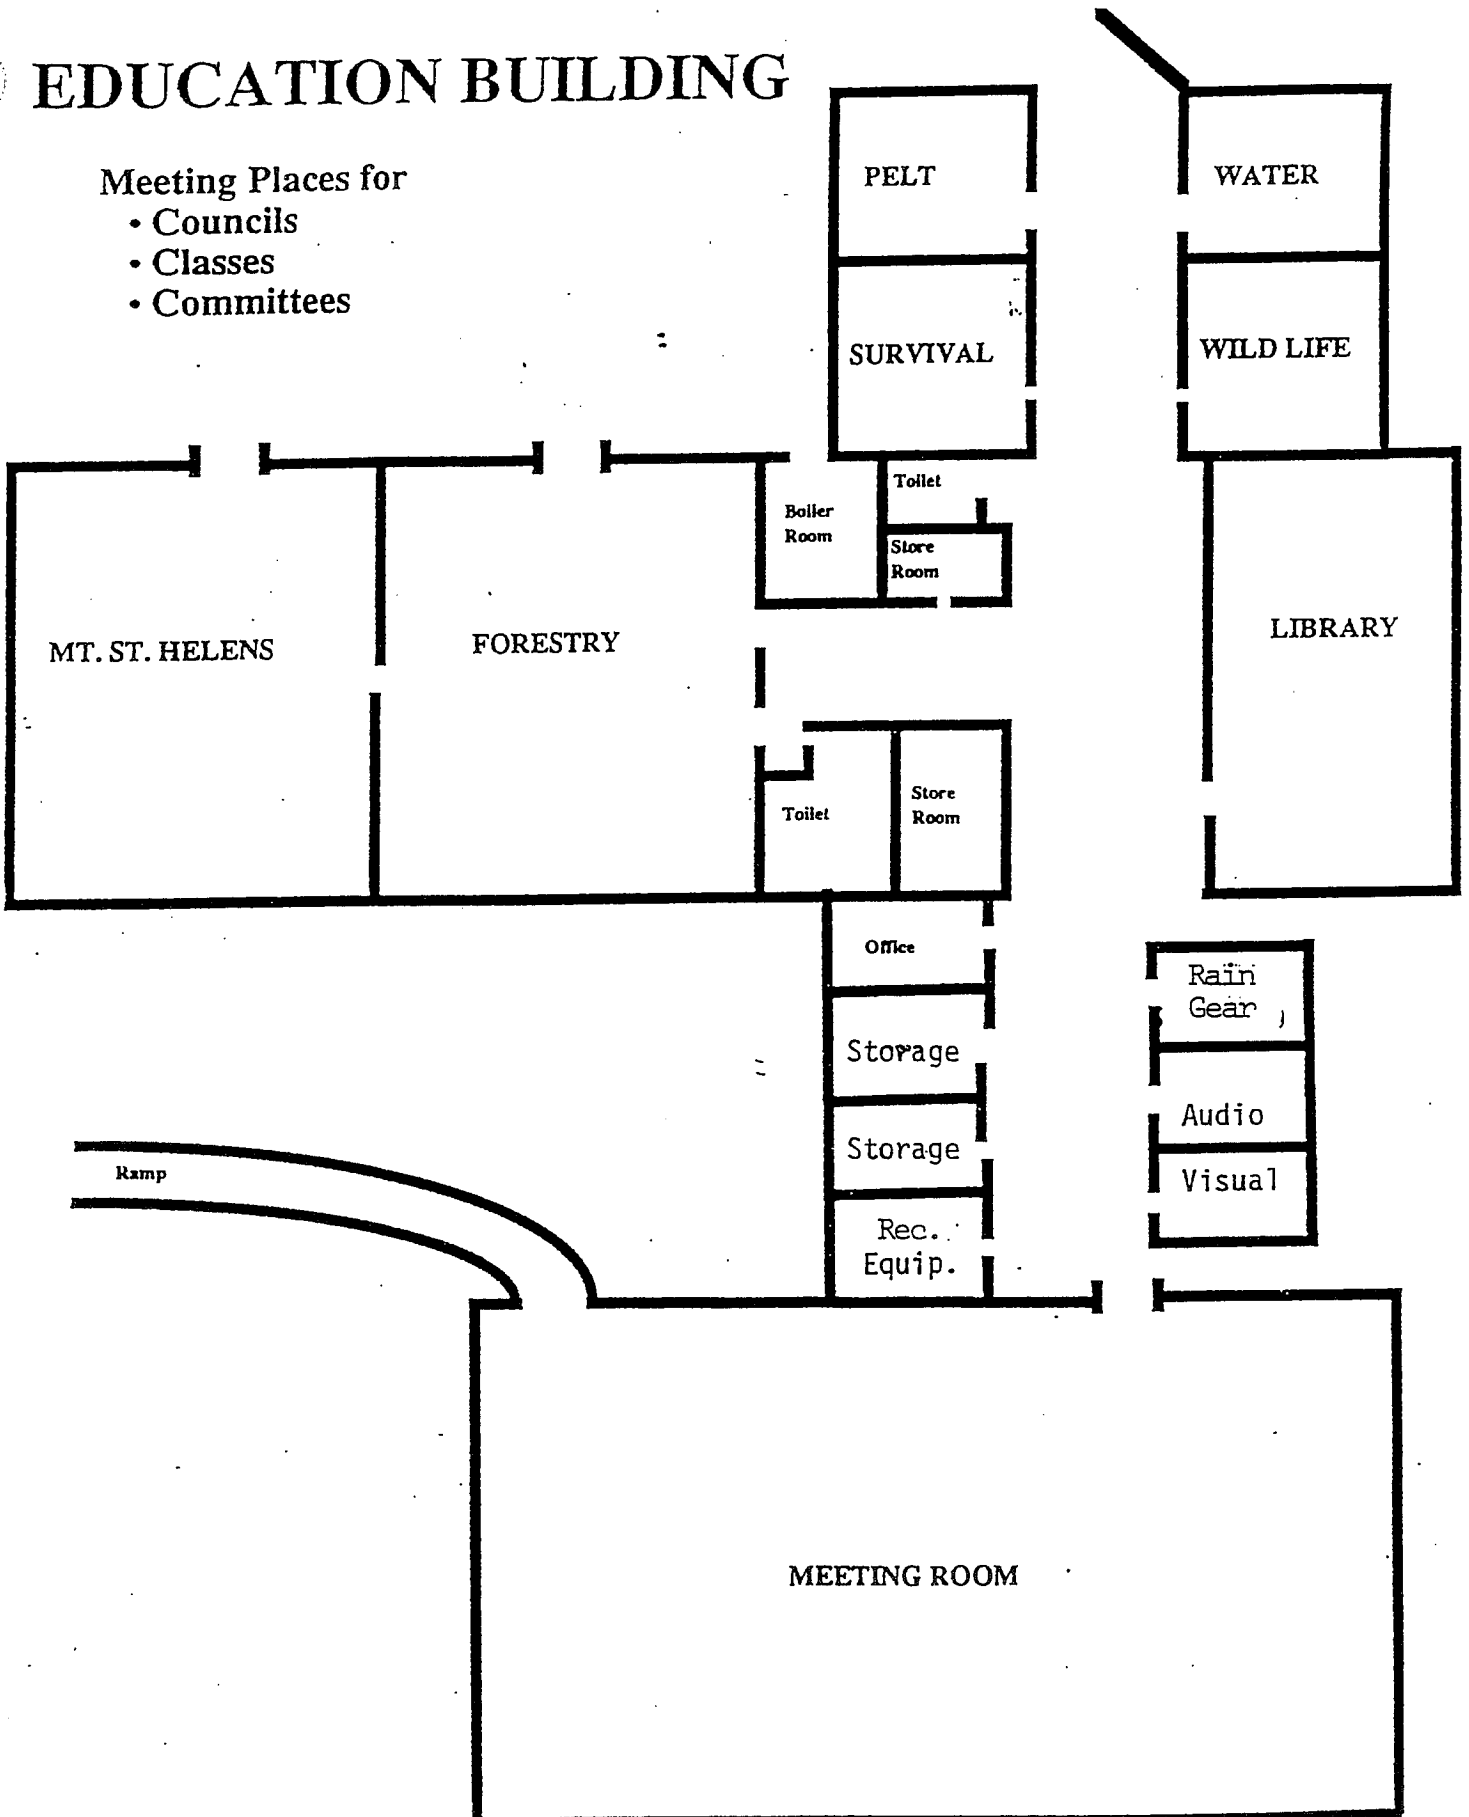 EDUCATION BUILDING
Meeting Places for
• Councils
• Classes
• Committees
PELT
WATER
SURVIVAL
WILD LIFE
Toilet
Boiler
Room
Store
Room
MT. ST. HELENS
FORESTRY
LIBRARY
Toilet
Store
Room
Office
Rain
Gear
Storage
Audio
Storage
Visual
Ramp
Rec.
Equip.
MEETING ROOM